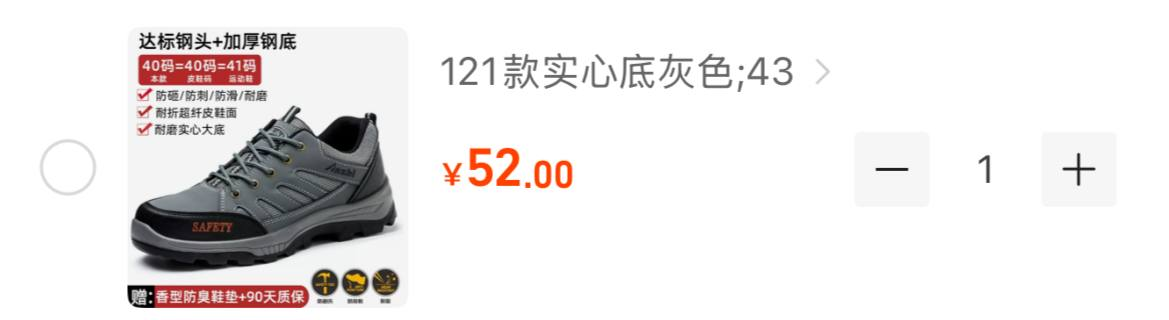 达标钢头+加厚钢底
40码=40码=41码
本款 皮鞋码 运动鞋
防砸/防刺/防滑/耐磨
耐折超纤皮鞋面
耐磨实心大底
SAFETY
赠:香型防臭鞋垫+90天质保
121款实心底灰色;43
¥52.00
1